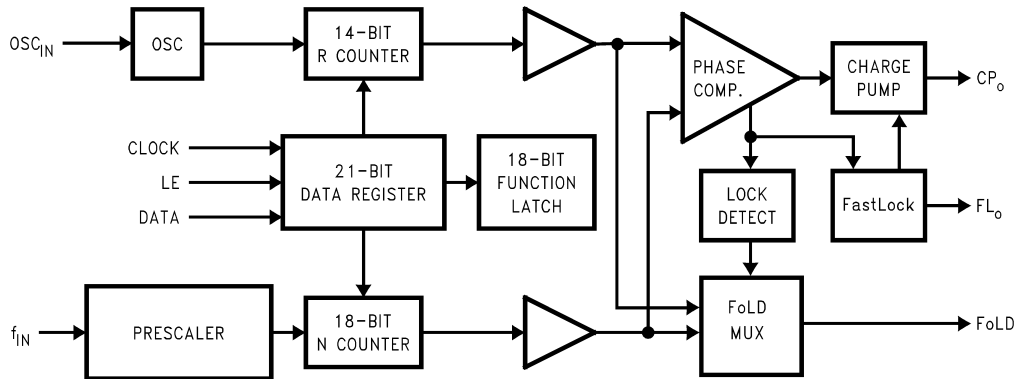 OSC_IN
OSC
14-BIT
R COUNTER
PHASE
COMP.
CHARGE
PUMP
CP_o
CLOCK
LE
DATA
21-BIT
DATA REGISTER
18-BIT
FUNCTION
LATCH
LOCK
DETECT
FastLock
FL_o
f_IN
PRESCALER
18-BIT
N COUNTER
FoLD
MUX
FoLD